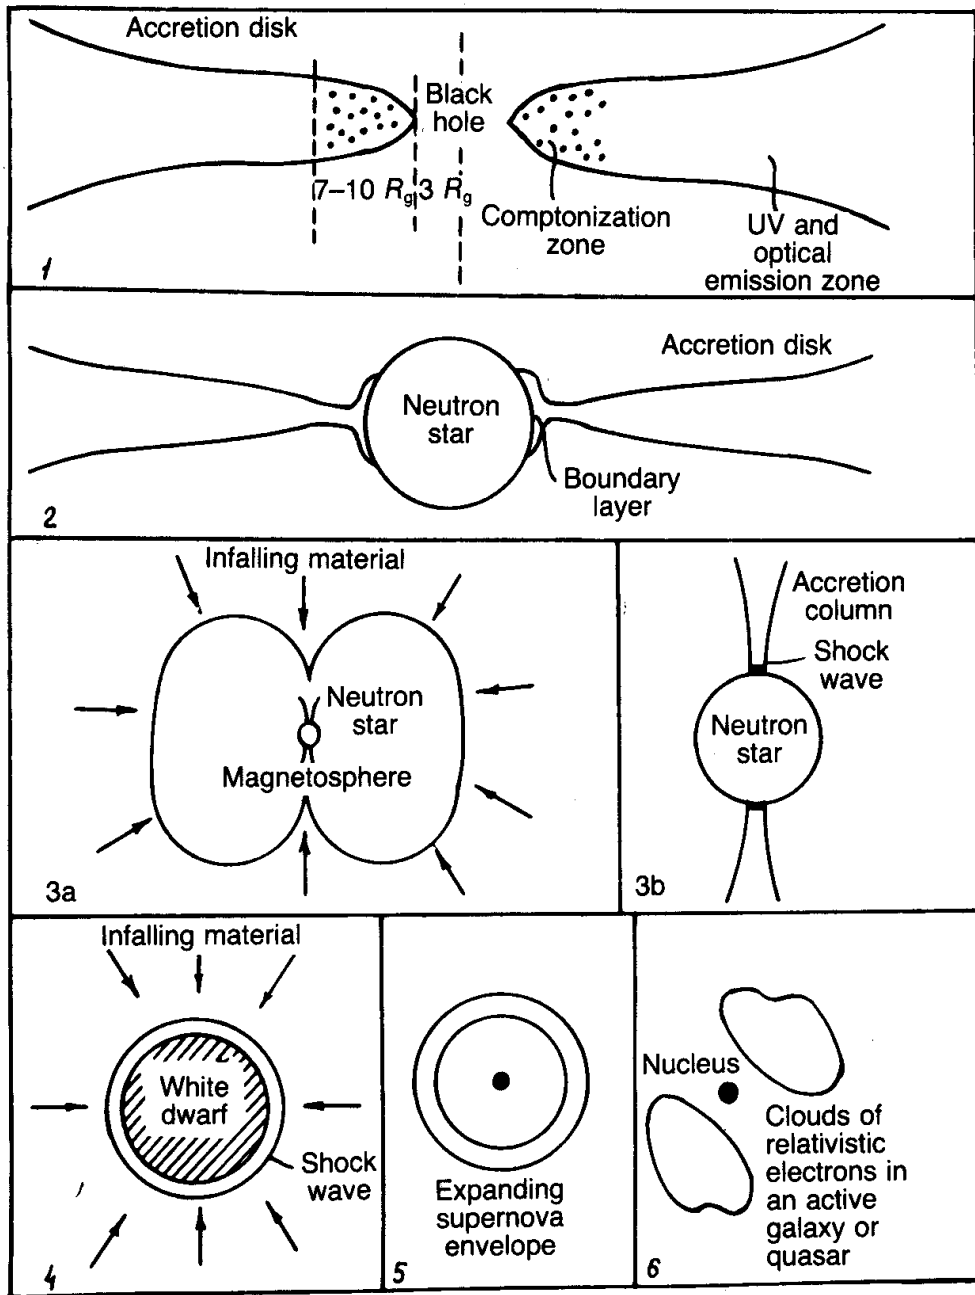 Accretion disk
Black
hole
7–10 Rg
3 Rg
Comptonization
zone
UV and
optical
emission zone
1
Accretion disk
Neutron
star
Boundary
layer
2
Infalling material
Neutron
star
Magnetosphere
3a
Accretion
column
Shock
wave
Neutron
star
3b
Infalling material
White
dwarf
Shock
wave
4
Expanding
supernova
envelope
5
Nucleus
Clouds of
relativistic
electrons in
an active
galaxy or
quasar
6